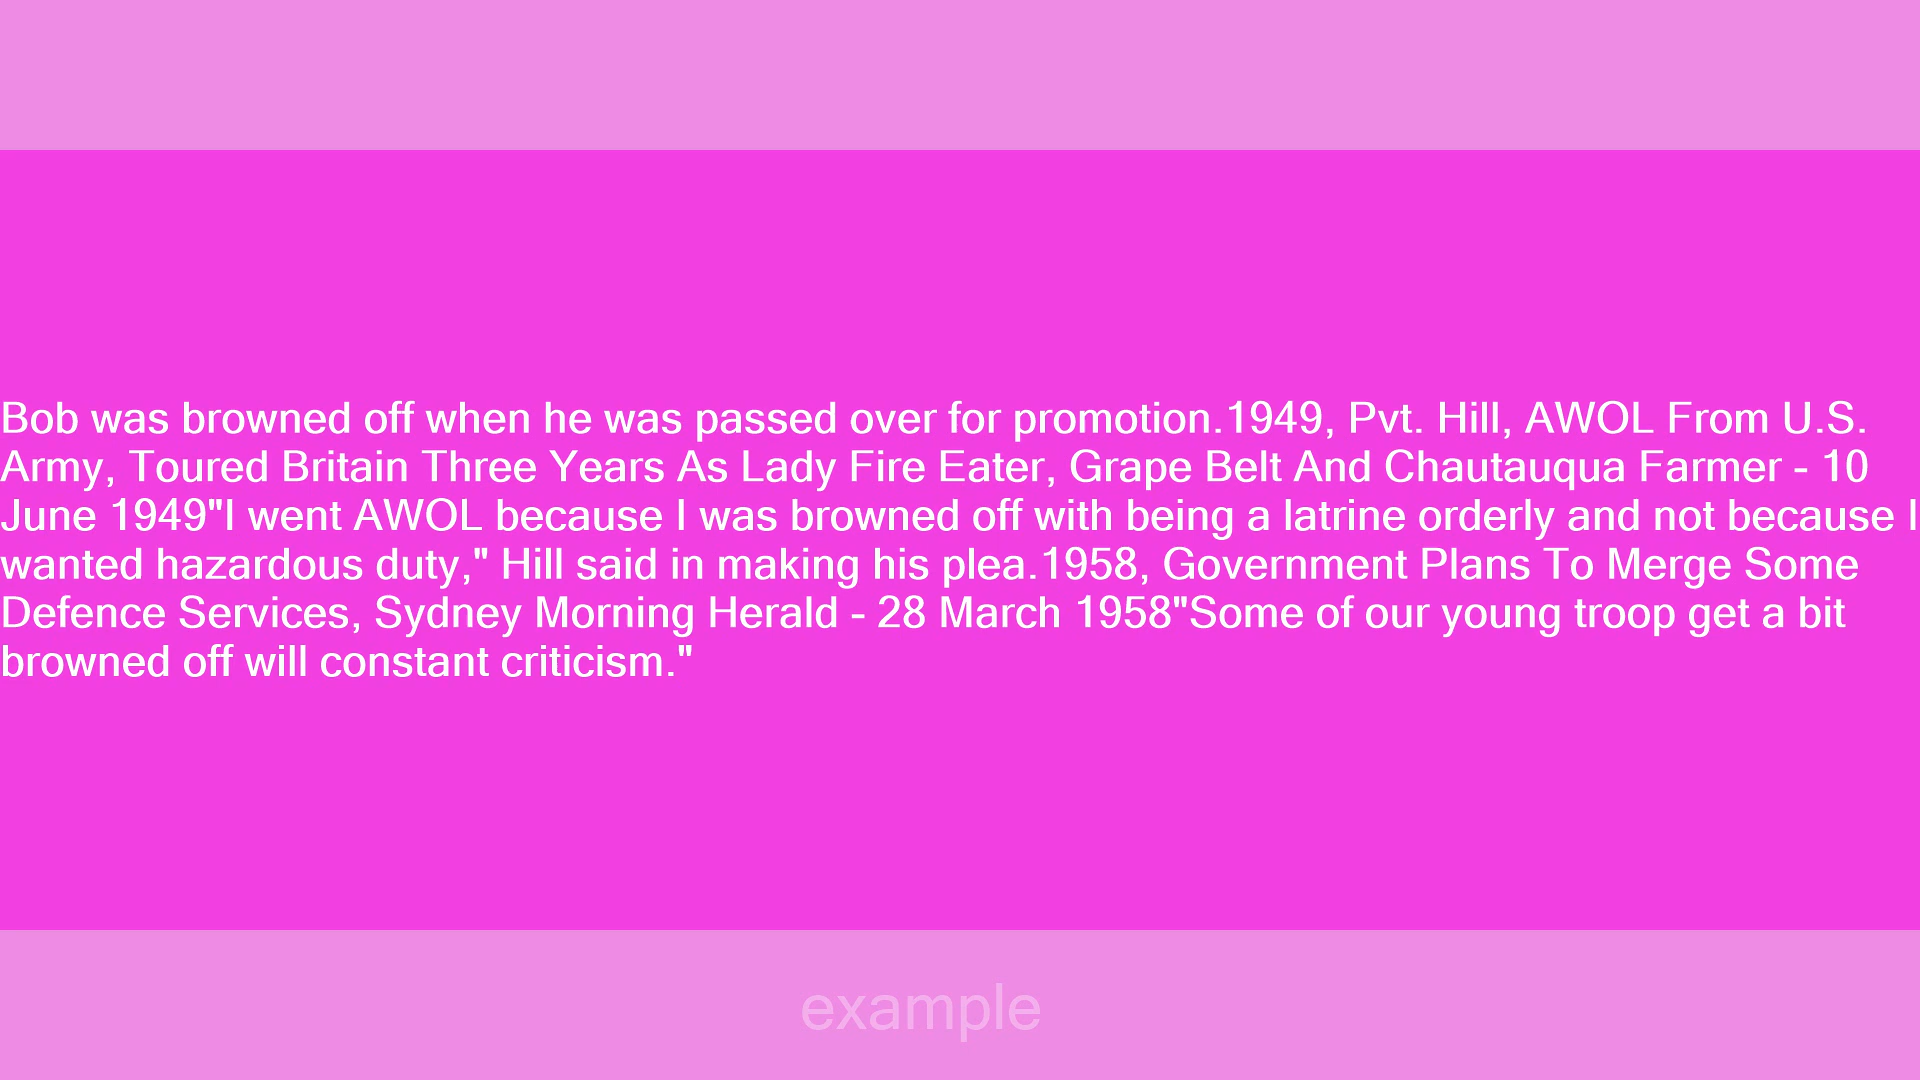 Bob was browned off when he was passed over for promotion.1949, Pvt. Hill, AWOL From U.S.
Army, Toured Britain Three Years As Lady Fire Eater, Grape Belt And Chautauqua Farmer - 10
June 1949"I went AWOL because I was browned off with being a latrine orderly and not because I
wanted hazardous duty," Hill said in making his plea.1958, Government Plans To Merge Some
Defence Services, Sydney Morning Herald - 28 March 1958"Some of our young troop get a bit
browned off will constant criticism."
example